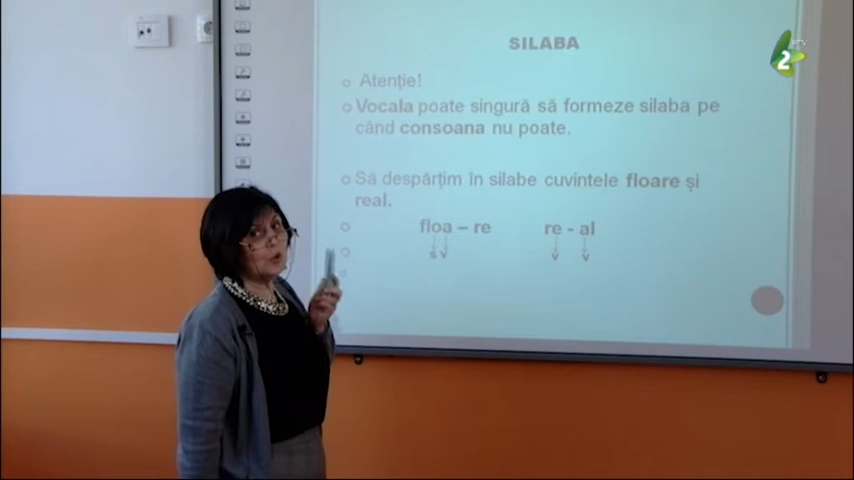 SILABA
RTV
2
Atenție!
Vocala poate singură să formeze silaba pe
când consoana nu poate.
Să despărțim în silabe cuvintele floare și
real.
floa – re re - al
s v v v